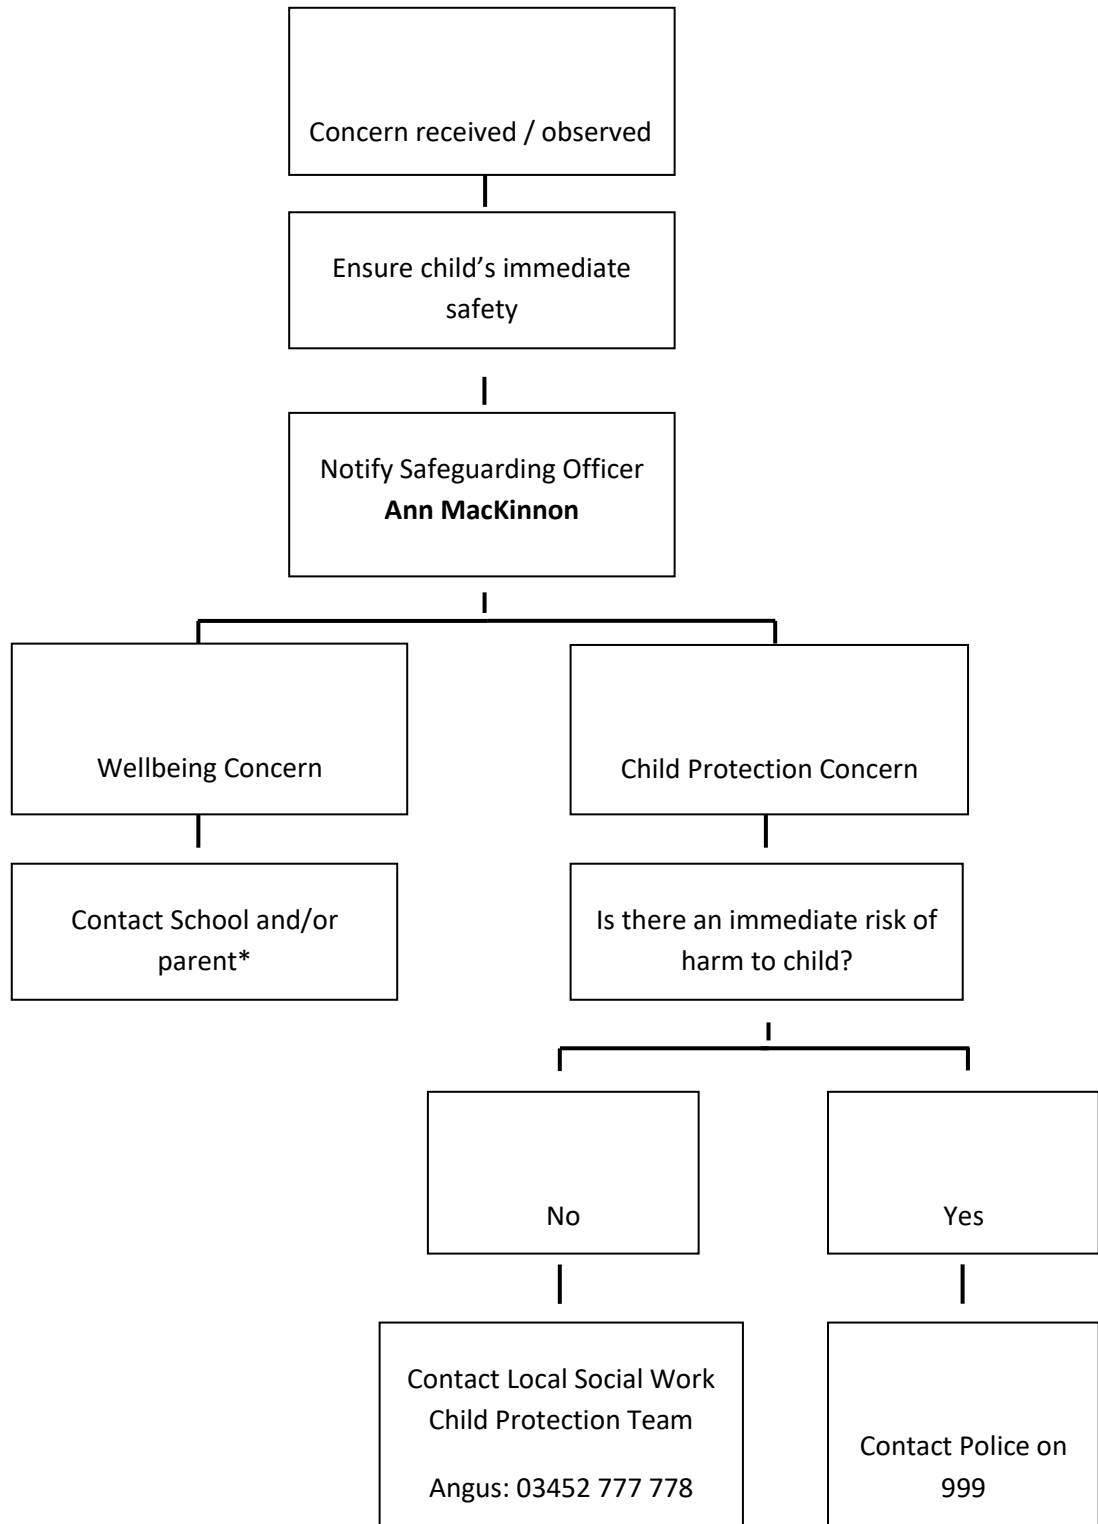 Concern received / observed
Ensure child’s immediate
safety
Notify Safeguarding Officer
Ann MacKinnon
Wellbeing Concern
Child Protection Concern
Contact School and/or
parent*
Is there an immediate risk of
harm to child?
No
Yes
Contact Local Social Work
Child Protection Team
Angus: 03452 777 778
Contact Police on
999